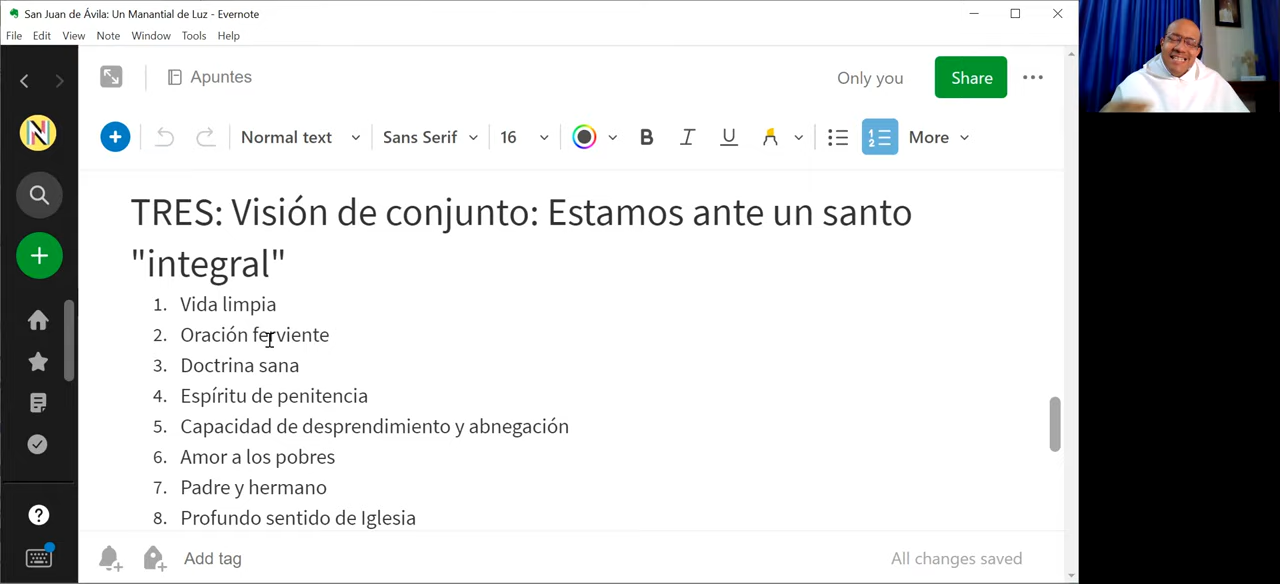 San Juan de Ávila: Un Manantial de Luz - Evernote
File Edit View Note Window Tools Help
Apuntes
Only you
Share
Normal text
Sans Serif
16
B I U
More
TRES: Visión de conjunto: Estamos ante un santo
"integral"
1. Vida limpia
2. Oración ferviente
3. Doctrina sana
4. Espíritu de penitencia
5. Capacidad de desprendimiento y abnegación
6. Amor a los pobres
7. Padre y hermano
8. Profundo sentido de Iglesia
Add tag
All changes saved